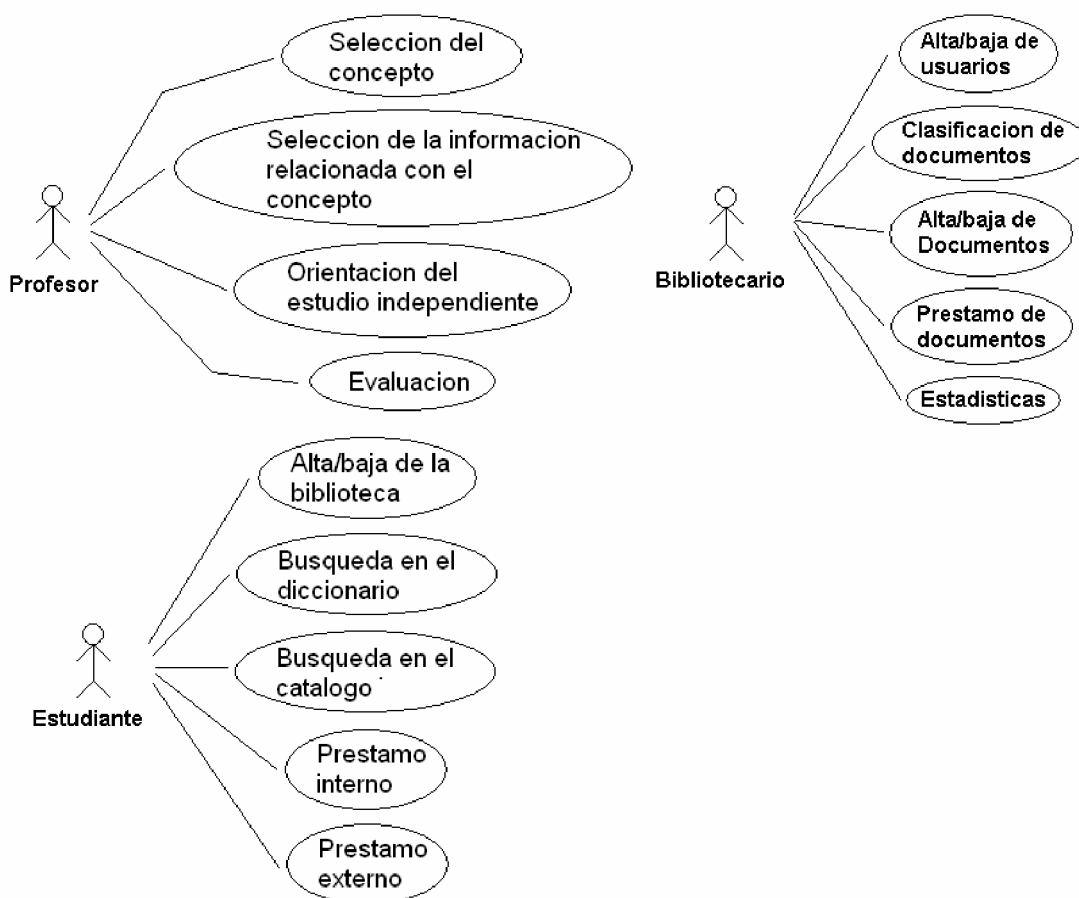 Seleccion del
concepto
Seleccion de la informacion
relacionada con el
concepto
Profesor
Orientacion del
estudio independiente
Evaluacion
Alta/baja de
usuarios
Clasificacion de
documentos
Bibliotecario
Alta/baja de
Documentos
Prestamo de
documentos
Estadisticas
Alta/baja de la
biblioteca
Busqueda en el
diccionario
Estudiante
Busqueda en el
catalogo
Prestamo
interno
Prestamo
externo